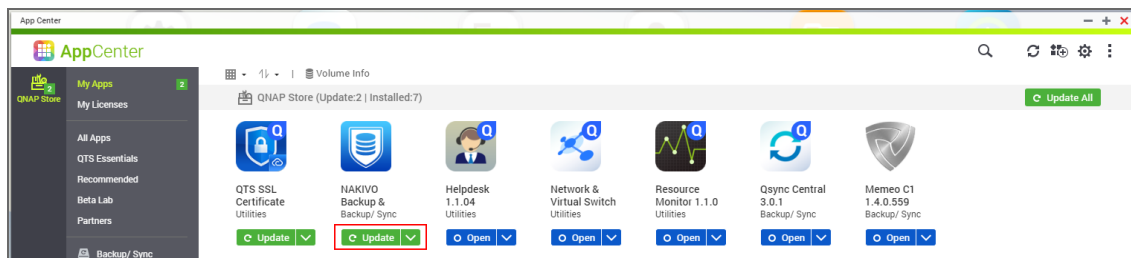 App Center
AppCenter
QNAP Store
2
My Apps 2
My Licenses
All Apps
QTS Essentials
Recommended
Beta Lab
Partners
Backup/ Sync
Volume Info
QNAP Store (Update:2 | Installed:7)
Update All
QTS SSL
Certificate
Utilities
Update
NAKIVO
Backup &
Backup/ Sync
Update
Helpdesk
1.1.04
Utilities
Open
Network &
Virtual Switch
Utilities
Open
Resource
Monitor 1.1.0
Utilities
Open
Qsync Central
3.0.1
Backup/ Sync
Open
Memeo C1
1.4.0.559
Backup/ Sync
Open